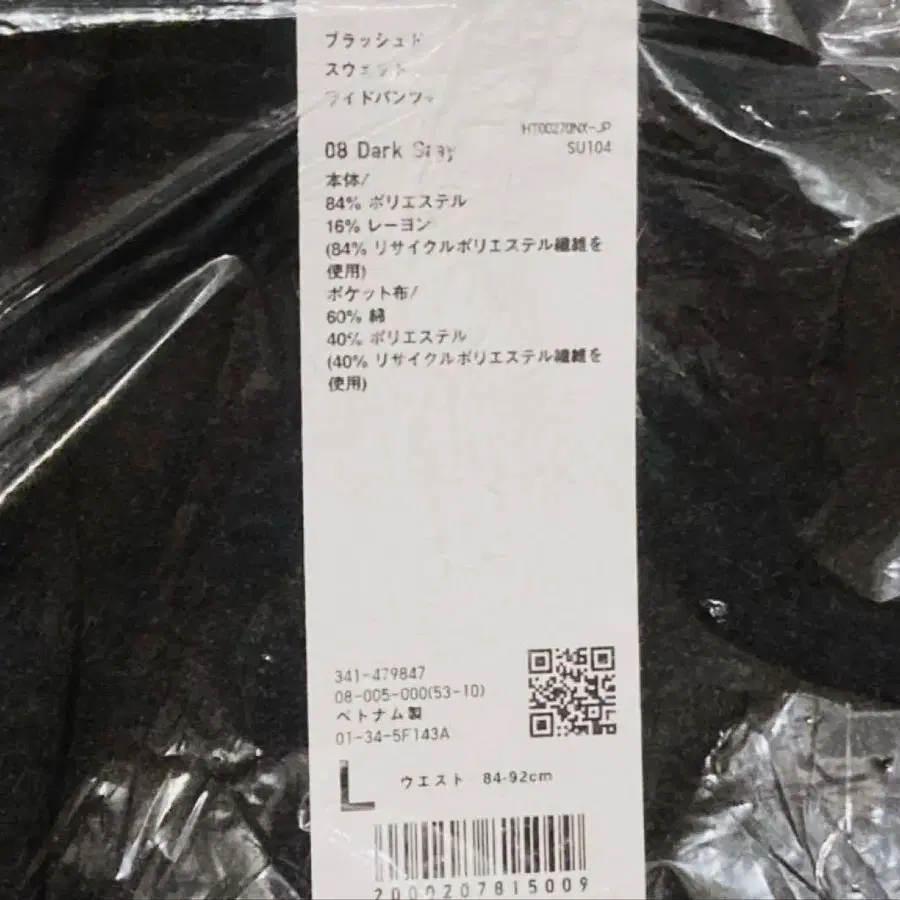 ブラッシュド
スウェット
ワイドパンツ+
HT00270NX-JP
08 Dark Gray
SU104
本体/
84% ポリエステル
16% レーヨン
(84% リサイクルポリエステル繊維を
使用)
ポケット布/
60% 綿
40% ポリエステル
(40% リサイクルポリエステル繊維を
使用)
341-479847
08-005-000(53-10)
ベトナム製
01-34-5F143A
L ウエスト 84-92cm
2000207815009